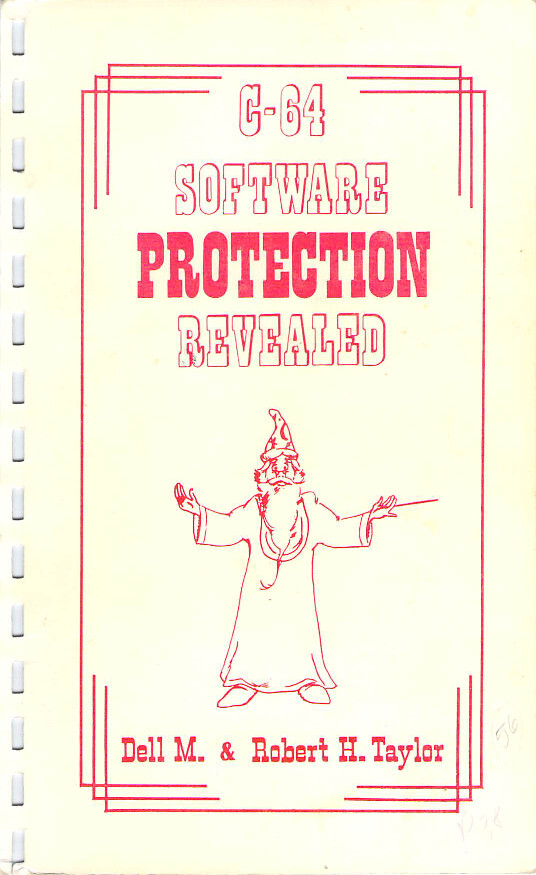 C-64
SOFTWARE
PROTECTION
REVEALED
Dell M. & Robert H. Taylor